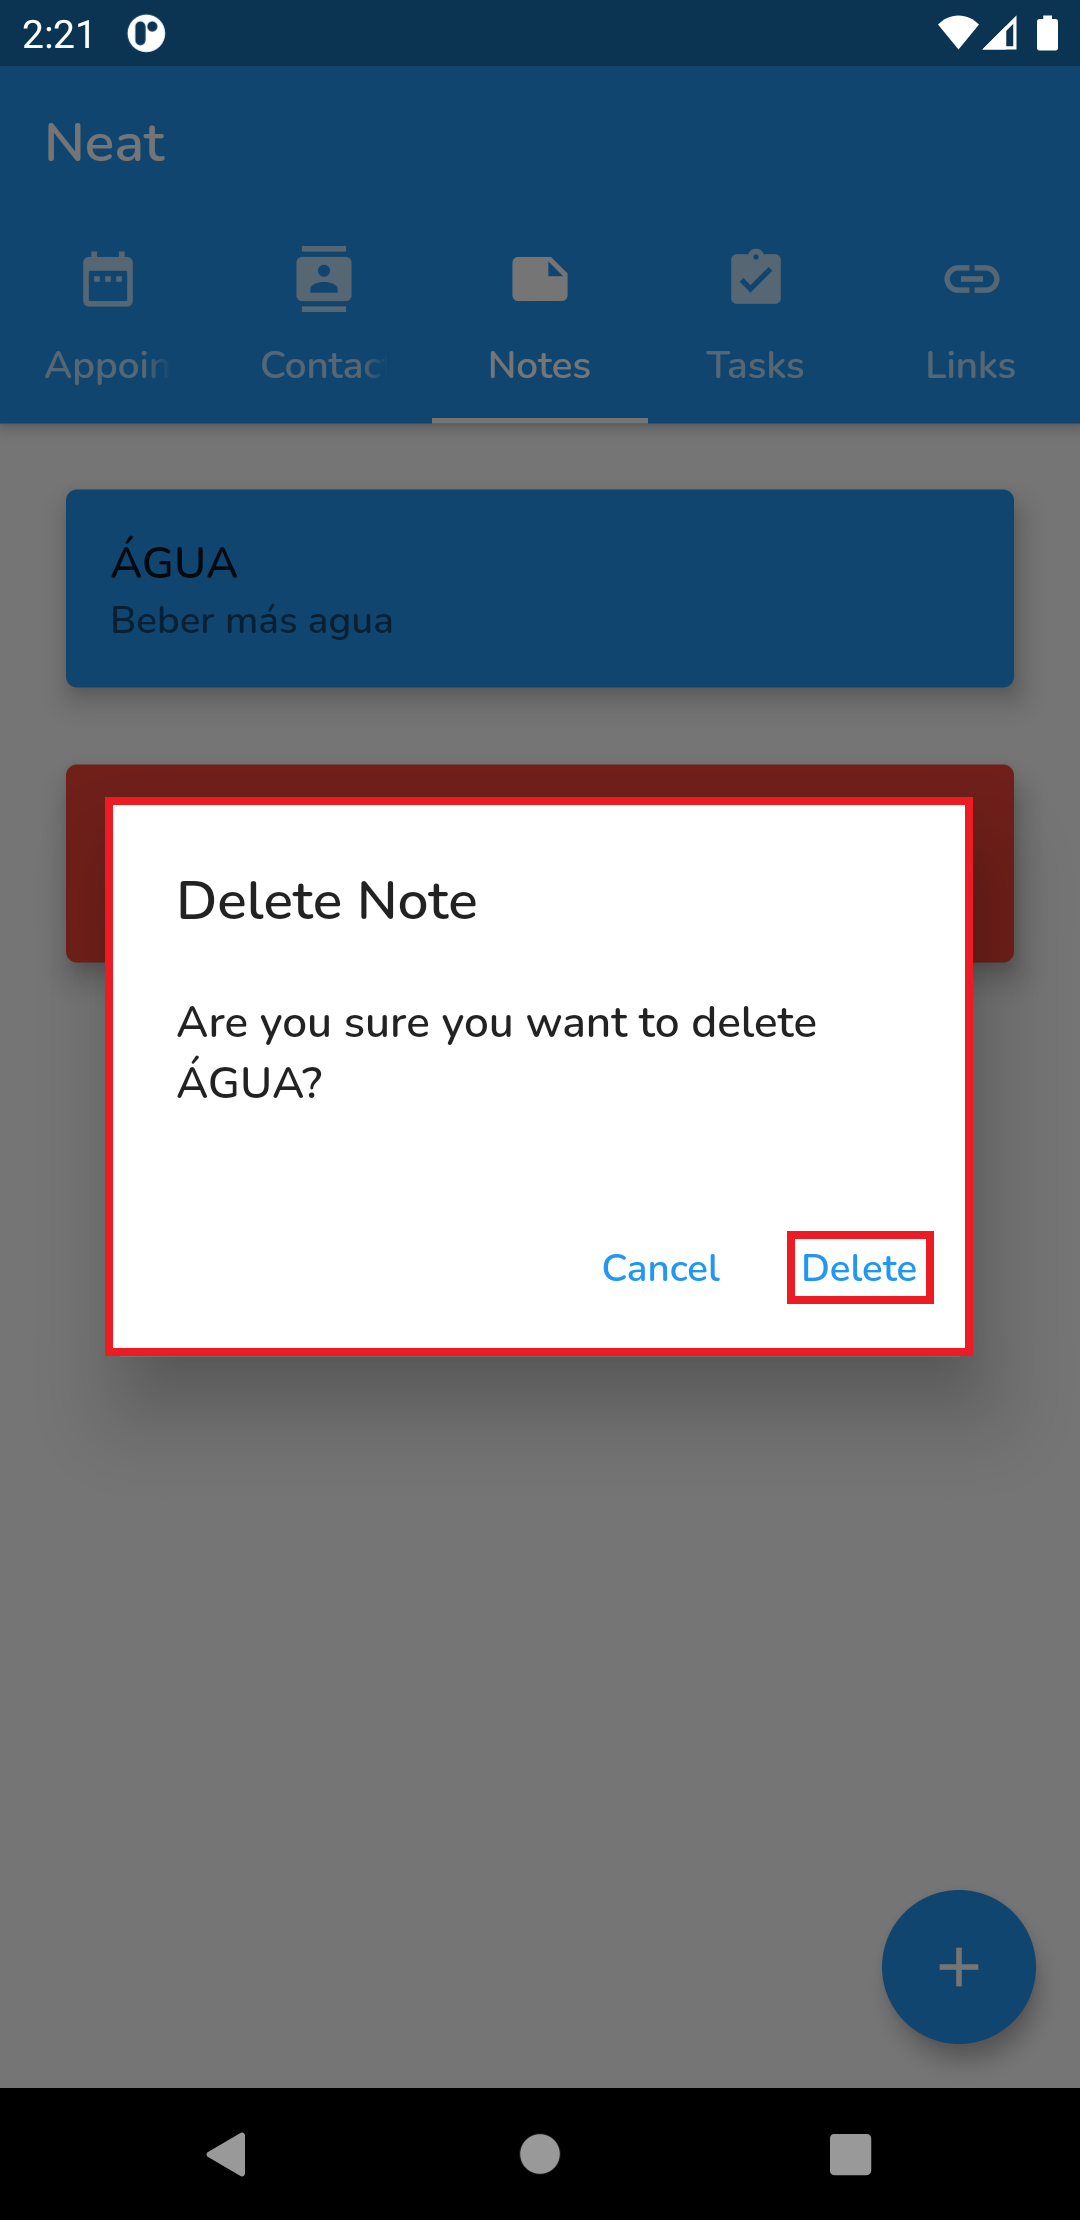 2:21
Neat
Appoin
Contac
Notes
Tasks
Links
ÁGUA
Beber más agua
Delete Note
Are you sure you want to delete
ÁGUA?
Cancel
Delete